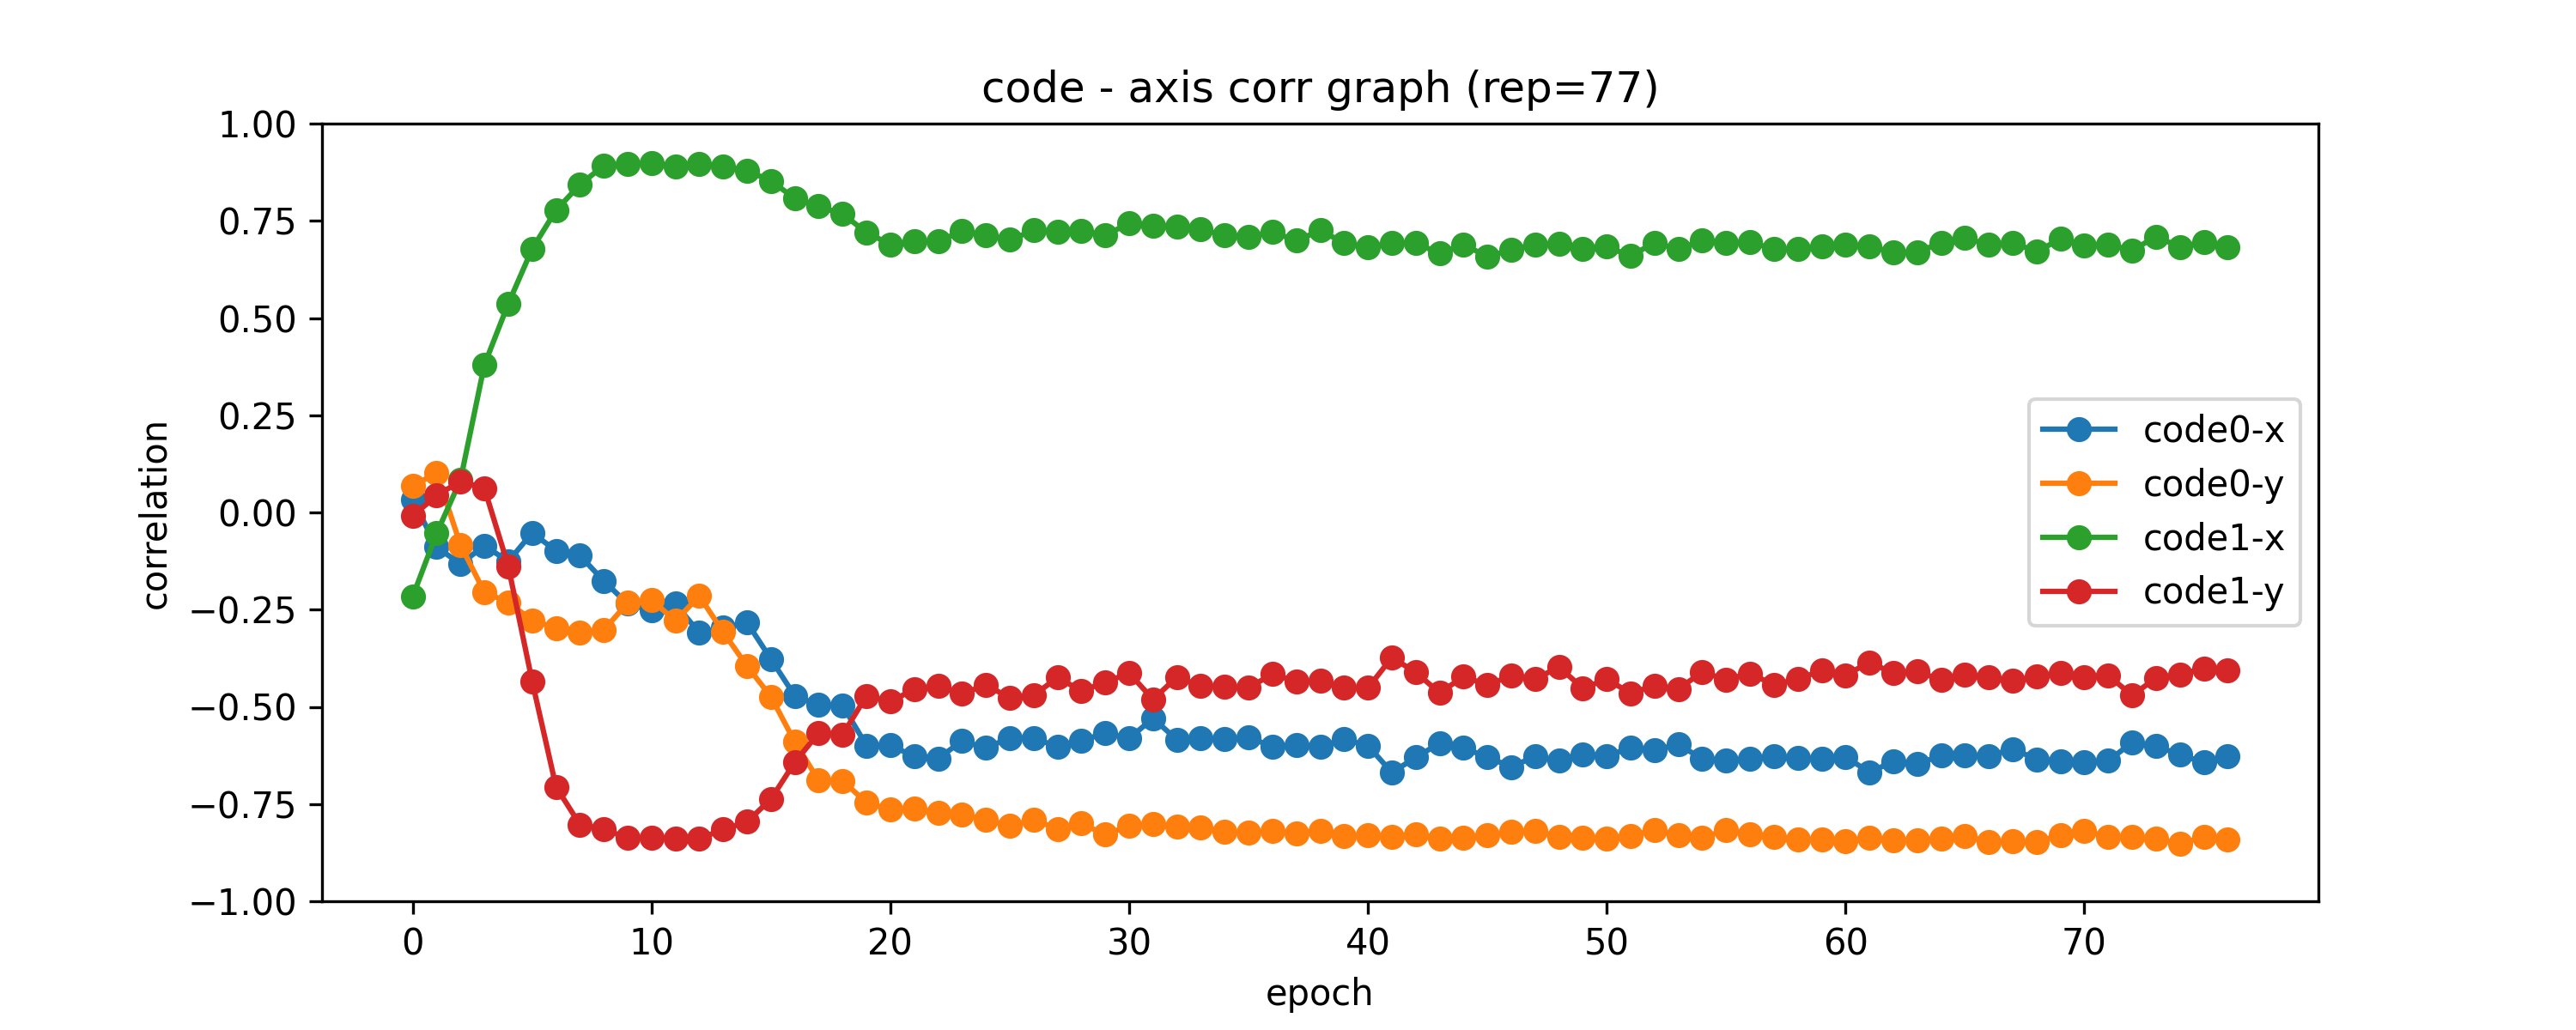 code - axis corr graph (rep=77)
1.00
0.75
0.50
0.25
0.00
−0.25
−0.50
−0.75
−1.00
correlation
code0-x
code0-y
code1-x
code1-y
0 10 20 30 40 50 60 70
epoch